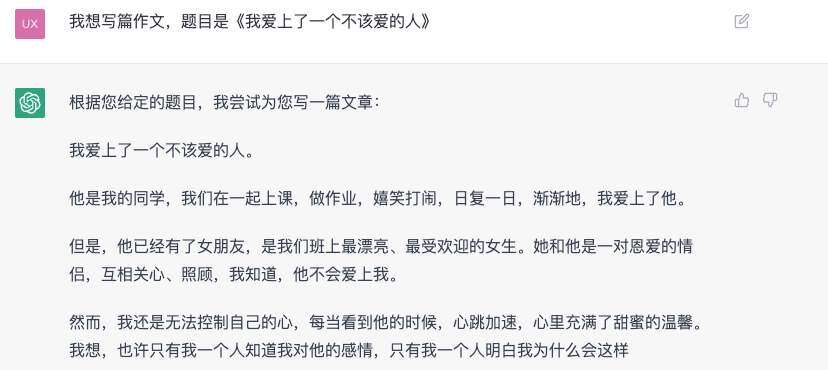 UX
我想写篇作文，题目是《我爱上了一个不该爱的人》
根据您给定的题目，我尝试为您写一篇文章：
我爱上了一个不该爱的人。
他是我的同学，我们在一起上课，做作业，嬉笑打闹，日复一日，渐渐地，我爱上了他。
但是，他已经有了女朋友，是我们班上最漂亮、最受欢迎的女生。她和他是一对恩爱的情
侣，互相关心、照顾，我知道，他不会爱上我。
然而，我还是无法控制自己的心，每当看到他的时候，心跳加速，心里充满了甜蜜的温馨。
我想，也许只有我一个人知道我对他的感情，只有我一个人明白我为什么会这样